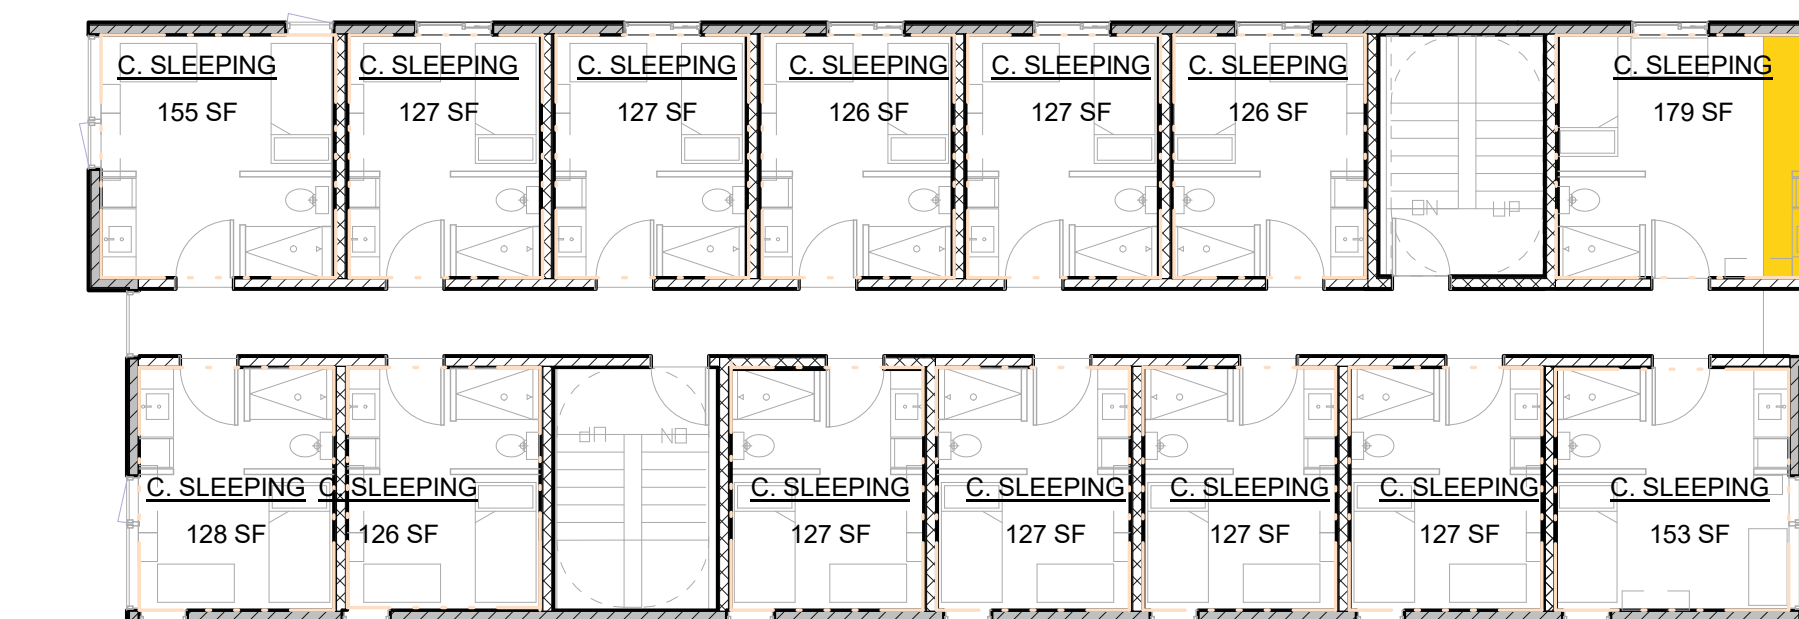 C. SLEEPING
155 SF
C. SLEEPING
127 SF
C. SLEEPING
127 SF
C. SLEEPING
126 SF
C. SLEEPING
127 SF
C. SLEEPING
126 SF
DN UP
C. SLEEPING
179 SF
C. SLEEPING
128 SF
C. SLEEPING
126 SF
UP DN
C. SLEEPING
127 SF
C. SLEEPING
127 SF
C. SLEEPING
127 SF
C. SLEEPING
127 SF
C. SLEEPING
153 SF